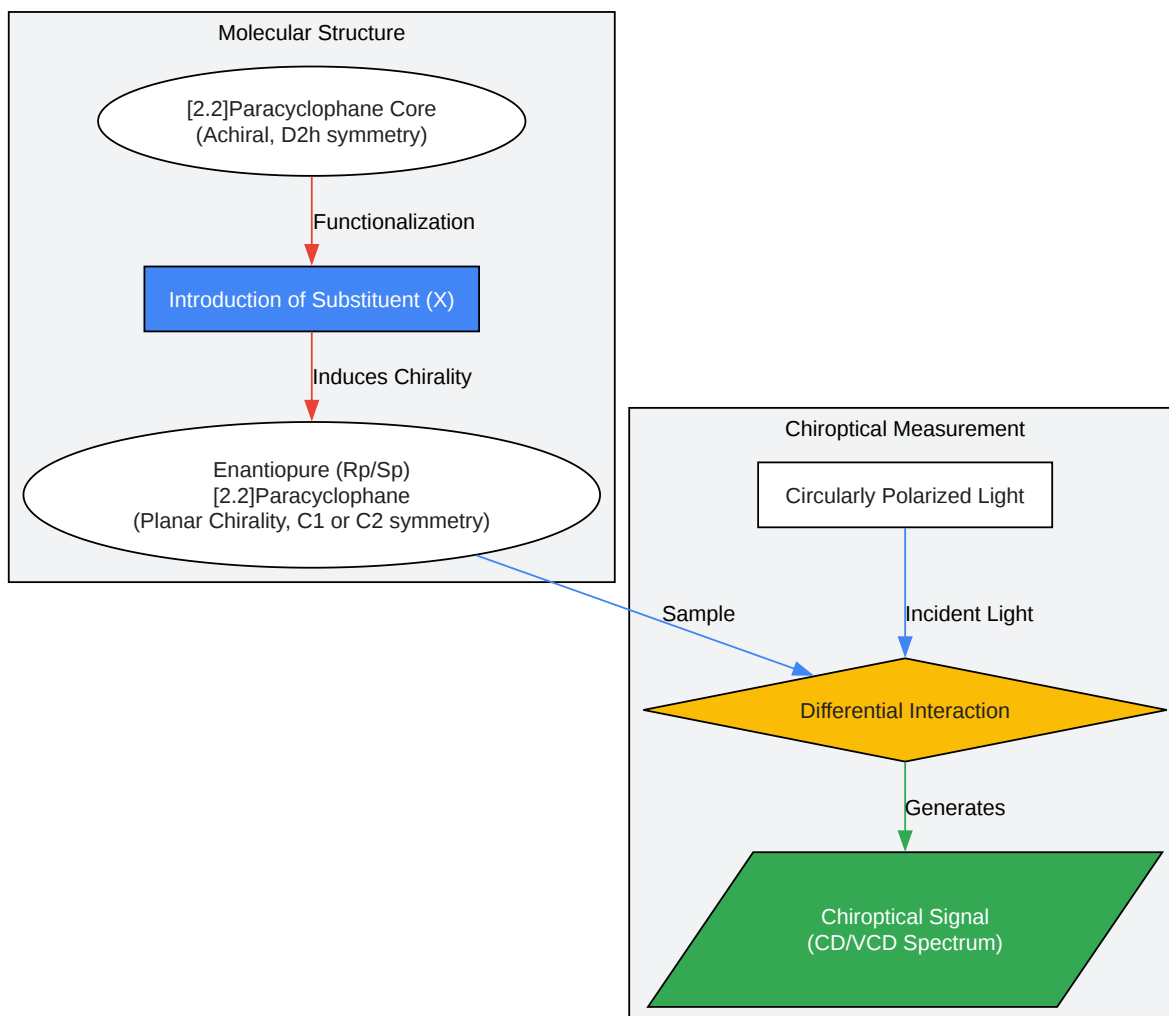 Molecular Structure
[2.2]Paracyclophane Core
(Achiral, D2h symmetry)
Functionalization
Introduction of Substituent (X)
Induces Chirality
Enantiopure (Rp/Sp)
[2.2]Paracyclophane
(Planar Chirality, C1 or C2 symmetry)
Chiroptical Measurement
Circularly Polarized Light
Sample
Incident Light
Differential Interaction
Generates
Chiroptical Signal
(CD/VCD Spectrum)